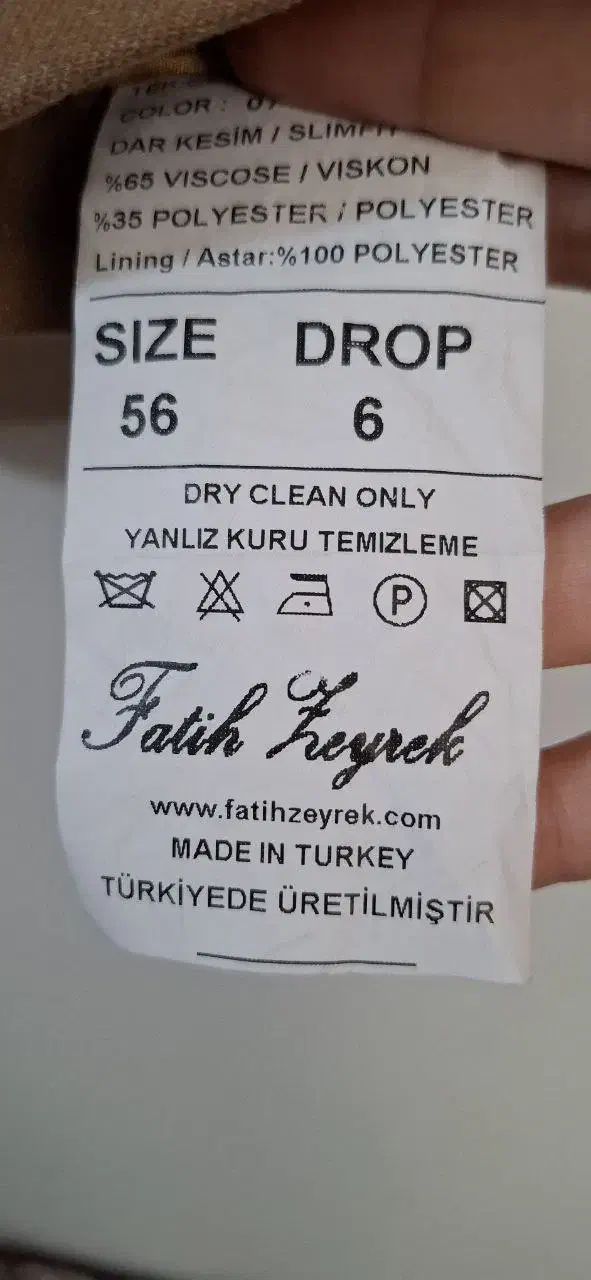 COLOR :
DAR KESİM / SLIMFIT
%65 VISCOSE / VISKON
%35 POLYESTER / POLYESTER
Lining / Astar:%100 POLYESTER
SIZE DROP
56 6
DRY CLEAN ONLY
YANLIZ KURU TEMIZLEME
P
Fatih Zeyrek
www.fatihzeyrek.com
MADE IN TURKEY
TÜRKİYEDE ÜRETİLMİŞTİR